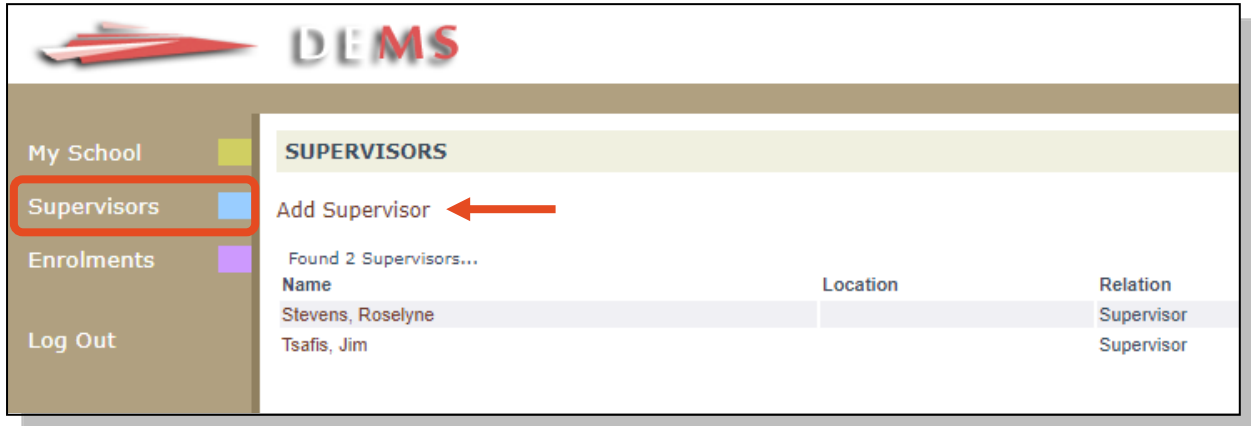 DEMS
My School
Supervisors
Enrolments
Log Out
SUPERVISORS
Add Supervisor
Found 2 Supervisors...
Name Location Relation
Stevens, Roselyne Supervisor
Tsafis, Jim Supervisor